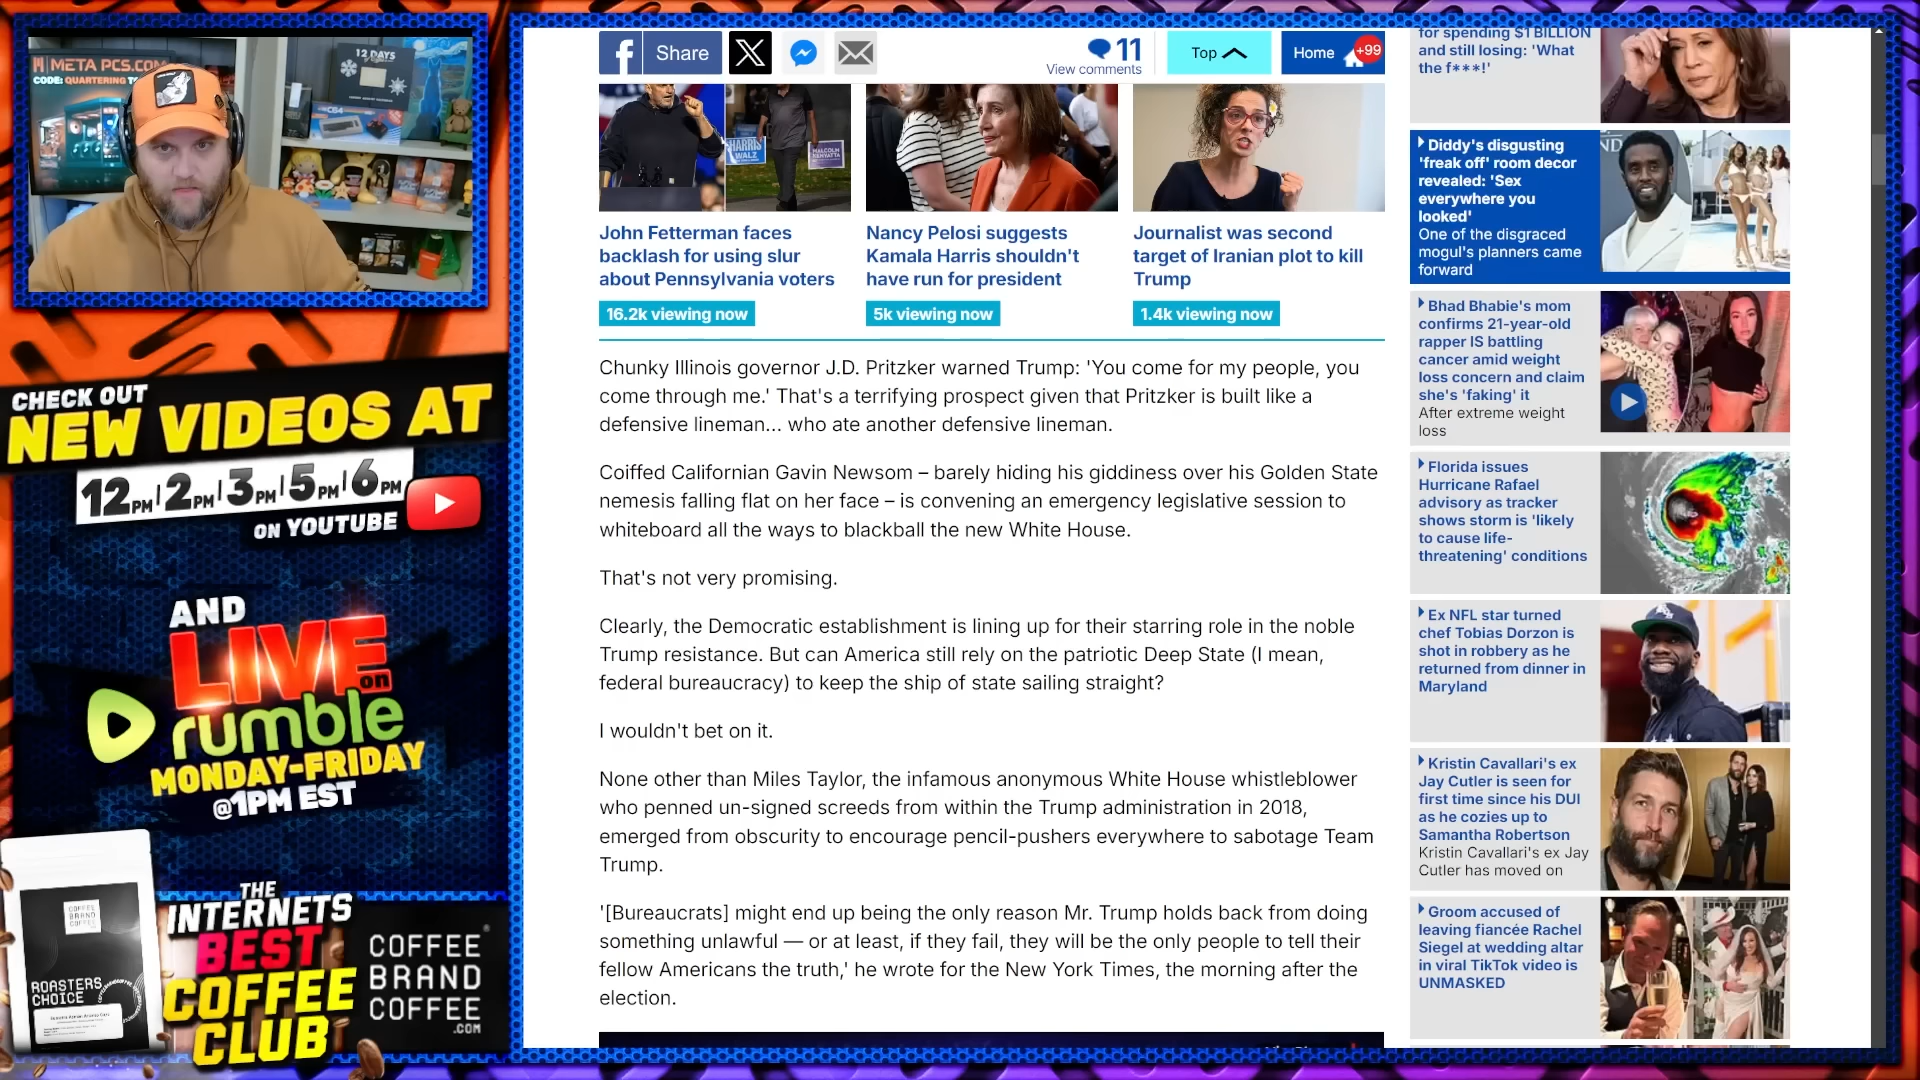 META PCS.COM
CODE: QUARTERING
12 DAYS
CHECK OUT
NEW VIDEOS AT
12PM|2PM|3PM|5PM|6PM
ON YOUTUBE
AND
LIVE
on
rumble
MONDAY-FRIDAY
@1PM EST
COFFEE
BRAND
COFFEE
ROASTERS
CHOICE
THE
INTERNETS
BEST
COFFEE
CLUB
COFFEE
BRAND
COFFEE
.COM
Share
11
View comments
Top
Home
+99
HARRIS
WALZ
MALCOLM
KENYATTA
John Fetterman faces
backlash for using slur
about Pennsylvania voters
16.2k viewing now
Nancy Pelosi suggests
Kamala Harris shouldn't
have run for president
5k viewing now
Journalist was second
target of Iranian plot to kill
Trump
1.4k viewing now
Chunky Illinois governor J.D. Pritzker warned Trump: 'You come for my people, you
come through me.' That's a terrifying prospect given that Pritzker is built like a
defensive lineman... who ate another defensive lineman.
Coiffed Californian Gavin Newsom – barely hiding his giddiness over his Golden State
nemesis falling flat on her face – is convening an emergency legislative session to
whiteboard all the ways to blackball the new White House.
That's not very promising.
Clearly, the Democratic establishment is lining up for their starring role in the noble
Trump resistance. But can America still rely on the patriotic Deep State (I mean,
federal bureaucracy) to keep the ship of state sailing straight?
I wouldn't bet on it.
None other than Miles Taylor, the infamous anonymous White House whistleblower
who penned un-signed screeds from within the Trump administration in 2018,
emerged from obscurity to encourage pencil-pushers everywhere to sabotage Team
Trump.
'[Bureaucrats] might end up being the only reason Mr. Trump holds back from doing
something unlawful — or at least, if they fail, they will be the only people to tell their
fellow Americans the truth,' he wrote for the New York Times, the morning after the
election.
for spending $1 BILLION
and still losing: 'What
the f***!'
Diddy's disgusting
'freak off' room decor
revealed: 'Sex
everywhere you
looked'
One of the disgraced
mogul's planners came
forward
Bhad Bhabie's mom
confirms 21-year-old
rapper IS battling
cancer amid weight
loss concern and claim
she's 'faking' it
After extreme weight
loss
Florida issues
Hurricane Rafael
advisory as tracker
shows storm is 'likely
to cause life-
threatening' conditions
Ex NFL star turned
chef Tobias Dorzon is
shot in robbery as he
returned from dinner in
Maryland
Kristin Cavallari's ex
Jay Cutler is seen for
first time since his DUI
as he cozies up to
Samantha Robertson
Kristin Cavallari's ex Jay
Cutler has moved on
Groom accused of
leaving fiancée Rachel
Siegel at wedding altar
in viral TikTok video is
UNMASKED